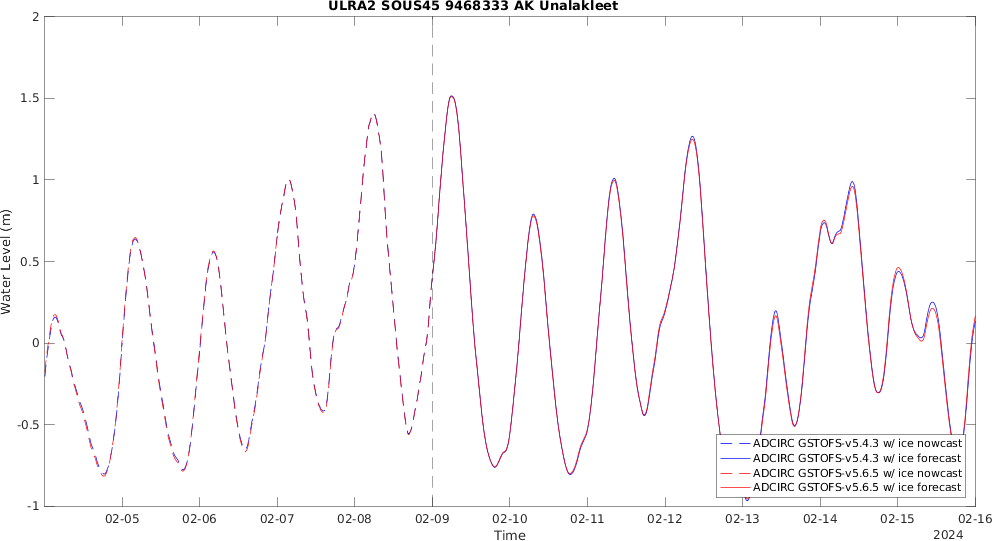 ULRA2 SOUS45 9468333 AK Unalakleet
2
1.5
1
0.5
0
-0.5
-1
Water Level (m)
ADCIRC GSTOFS-v5.4.3 w/ ice nowcast
ADCIRC GSTOFS-v5.4.3 w/ ice forecast
ADCIRC GSTOFS-v5.6.5 w/ ice nowcast
ADCIRC GSTOFS-v5.6.5 w/ ice forecast
02-05 02-06 02-07 02-08 02-09 02-10 02-11 02-12 02-13 02-14 02-15 02-16
Time
2024